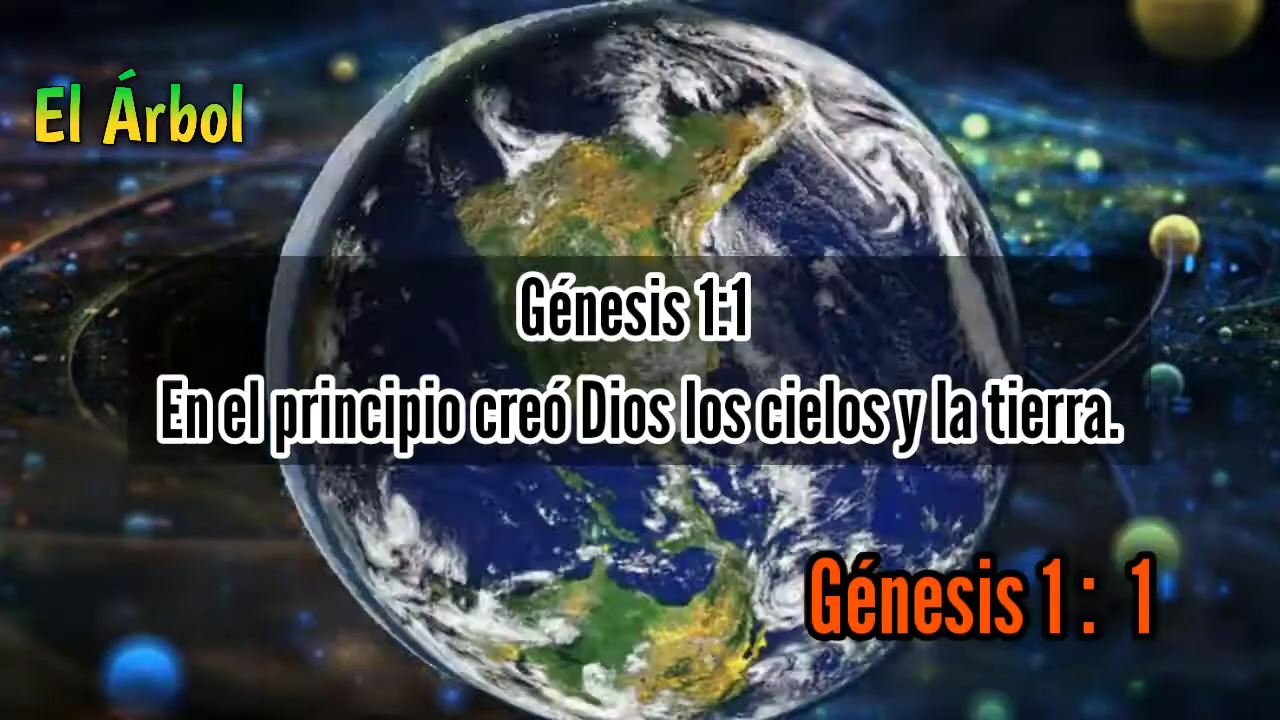 El Árbol
Génesis 1:1
En el principio creó Dios los cielos y la tierra.
Génesis 1 : 1